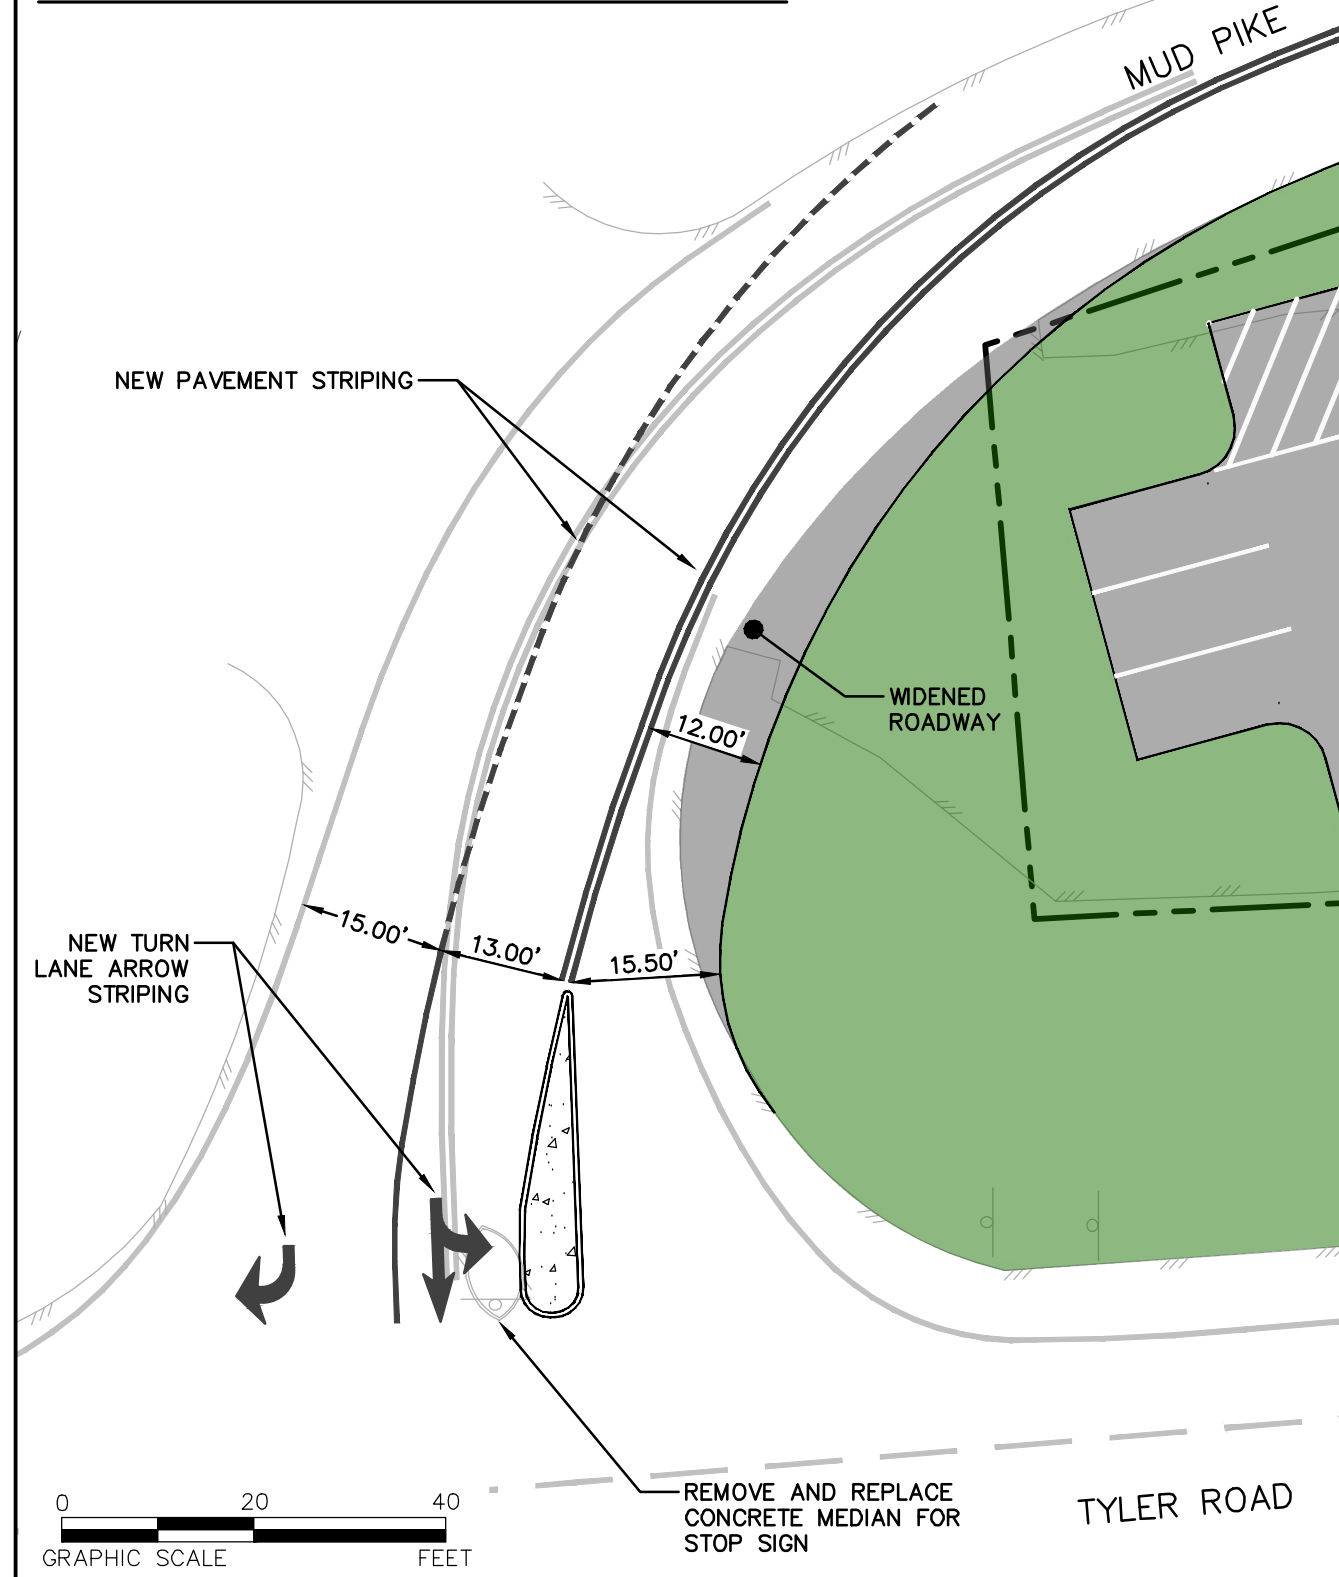 MUD PIKE
NEW PAVEMENT STRIPING
WIDENED
ROADWAY
12.00'
15.00'
13.00'
15.50'
NEW TURN
LANE ARROW
STRIPING
REMOVE AND REPLACE
CONCRETE MEDIAN FOR
STOP SIGN
TYLER ROAD
0 20 40
GRAPHIC SCALE FEET